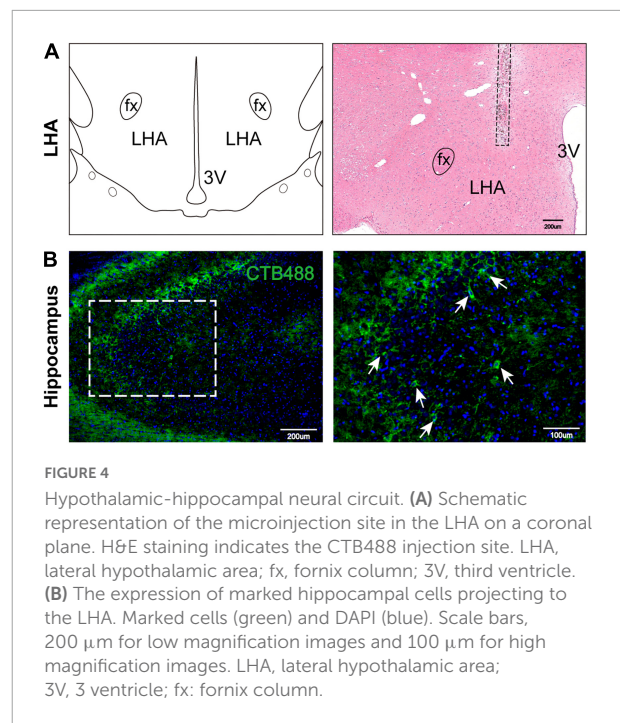 A
LHA
fx
fx
LHA
LHA
3V
fx
LHA
3V
200um
B
Hippocampus
CTB488
200um
100um
FIGURE 4
Hypothalamic-hippocampal neural circuit. (A) Schematic
representation of the microinjection site in the LHA on a coronal
plane. H&E staining indicates the CTB488 injection site. LHA,
lateral hypothalamic area; fx, fornix column; 3V, third ventricle.
(B) The expression of marked hippocampal cells projecting to
the LHA. Marked cells (green) and DAPI (blue). Scale bars,
200 μm for low magnification images and 100 μm for high
magnification images. LHA, lateral hypothalamic area;
3V, 3 ventricle; fx: fornix column.